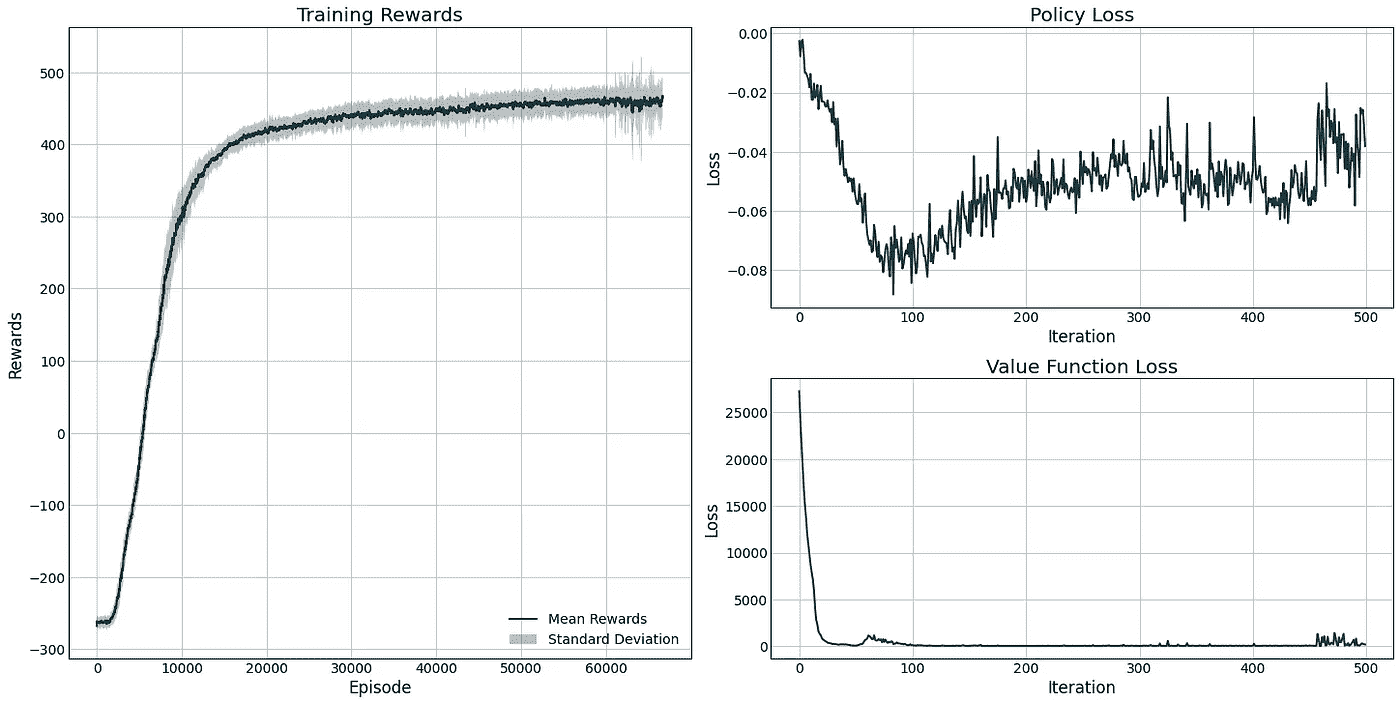 Training Rewards
500
400
300
200
100
0
−100
−200
−300
Rewards
0 10000 20000 30000 40000 50000 60000
Episode
Mean Rewards
Standard Deviation
Policy Loss
0.00
−0.02
−0.04
−0.06
−0.08
Loss
0 100 200 300 400 500
Iteration
Value Function Loss
25000
20000
15000
10000
5000
0
Loss
0 100 200 300 400 500
Iteration